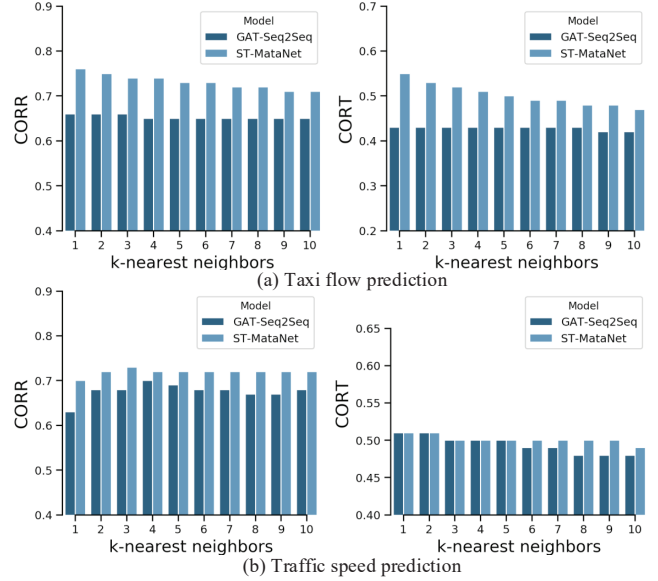 0.9
0.8
0.7
0.6
0.5
0.4
CORR
Model
GAT-Seq2Seq
ST-MataNet
1 2 3 4 5 6 7 8 9 10
k-nearest neighbors
0.7
0.6
0.5
0.4
0.3
0.2
CORT
Model
GAT-Seq2Seq
ST-MataNet
1 2 3 4 5 6 7 8 9 10
k-nearest neighbors
(a) Taxi flow prediction
0.9
0.8
0.7
0.6
0.5
0.4
CORR
Model
GAT-Seq2Seq
ST-MataNet
1 2 3 4 5 6 7 8 9 10
k-nearest neighbors
0.65
0.60
0.55
0.50
0.45
0.40
CORT
Model
GAT-Seq2Seq
ST-MataNet
1 2 3 4 5 6 7 8 9 10
k-nearest neighbors
(b) Traffic speed prediction